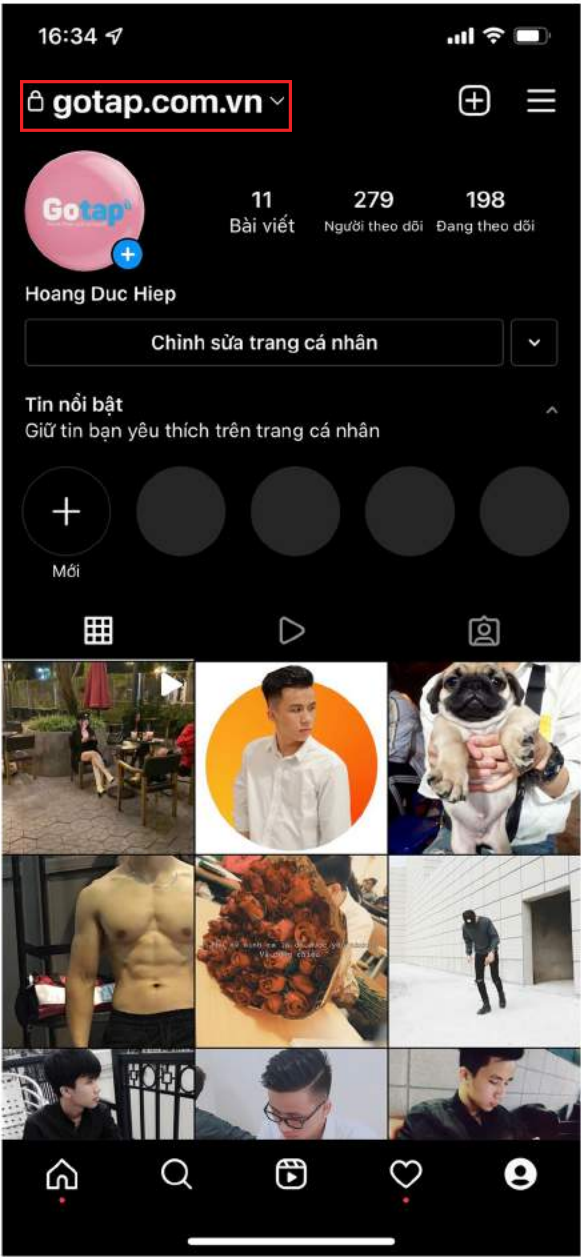 16:34
gotap.com.vn
Gotap
11
279
198
Bài viết
Người theo dõi
Đang theo dõi
Hoang Duc Hiep
Chỉnh sửa trang cá nhân
Tin nổi bật
Giữ tin bạn yêu thích trên trang cá nhân
Mới